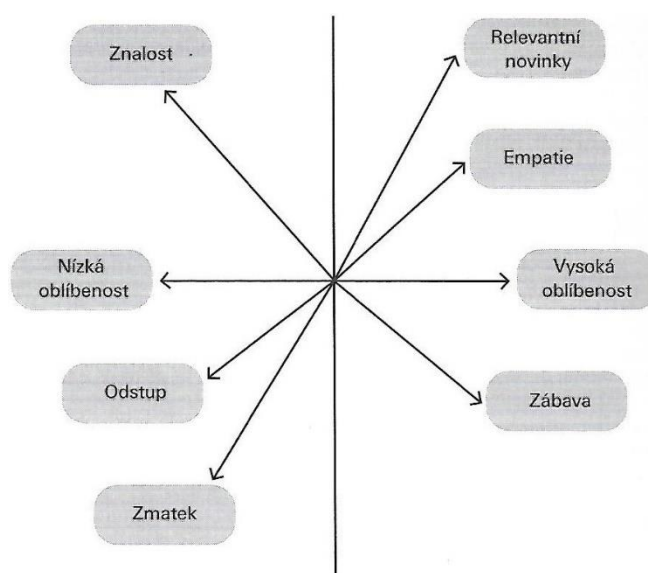 Znalost
Relevantní
novinky
Empatie
Nízká
oblíbenost
Vysoká
oblíbenost
Odstup
Zábava
Zmatek